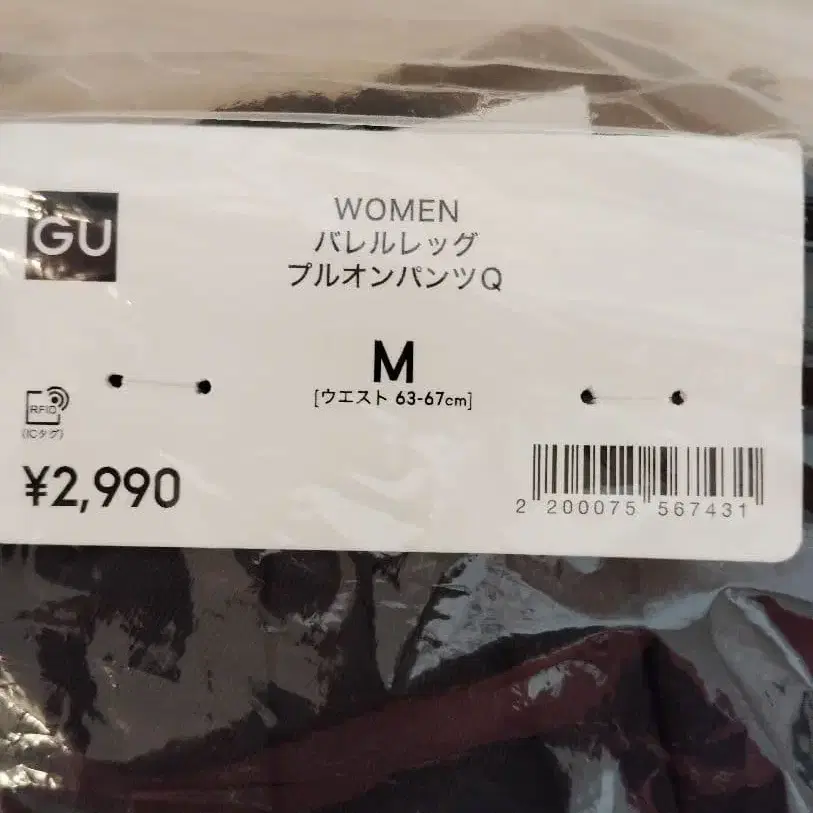 GU
WOMEN
バレルレッグ
プルオンパンツQ
M
[ウエスト 63-67cm]
RFID
(ICタグ)
¥2,990
2 200075 567431